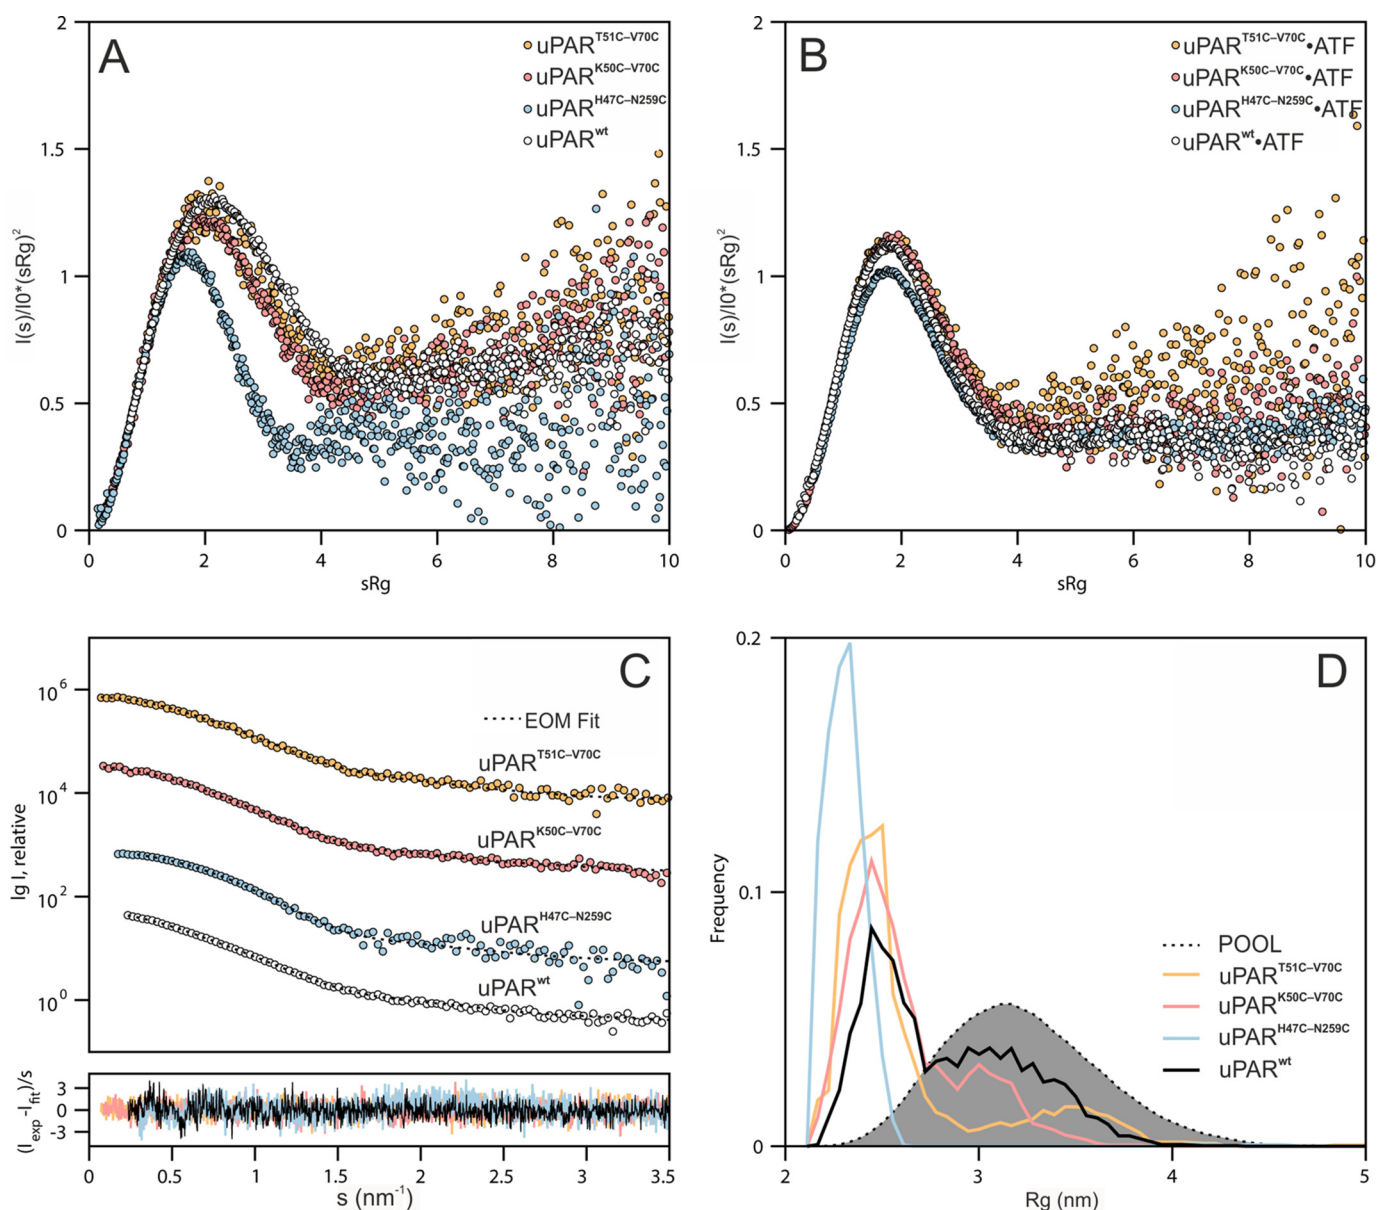 A
uPAR^T51C–V70C
uPAR^K50C–V70C
uPAR^H47C–N259C
uPAR^wt
2
1.5
1
0.5
0
I(s)/I0*(sRg)^2
0 2 4 6 8 10
sRg
B
uPAR^T51C–V70C•ATF
uPAR^K50C–V70C•ATF
uPAR^H47C–N259C•ATF
uPAR^wt•ATF
2
1.5
1
0.5
0
I(s)/I0*(sRg)^2
0 2 4 6 8 10
sRg
C
EOM Fit
uPAR^T51C–V70C
uPAR^K50C–V70C
uPAR^H47C–N259C
uPAR^wt
10^6
10^4
10^2
10^0
lg I, relative
3
0
-3
(I_exp-I_fit)/s
0 0.5 1 1.5 2 2.5 3 3.5
s (nm^-1)
D
0.2
0.1
0
Frequency
POOL
uPAR^T51C–V70C
uPAR^K50C–V70C
uPAR^H47C–N259C
uPAR^wt
2 3 4 5
Rg (nm)